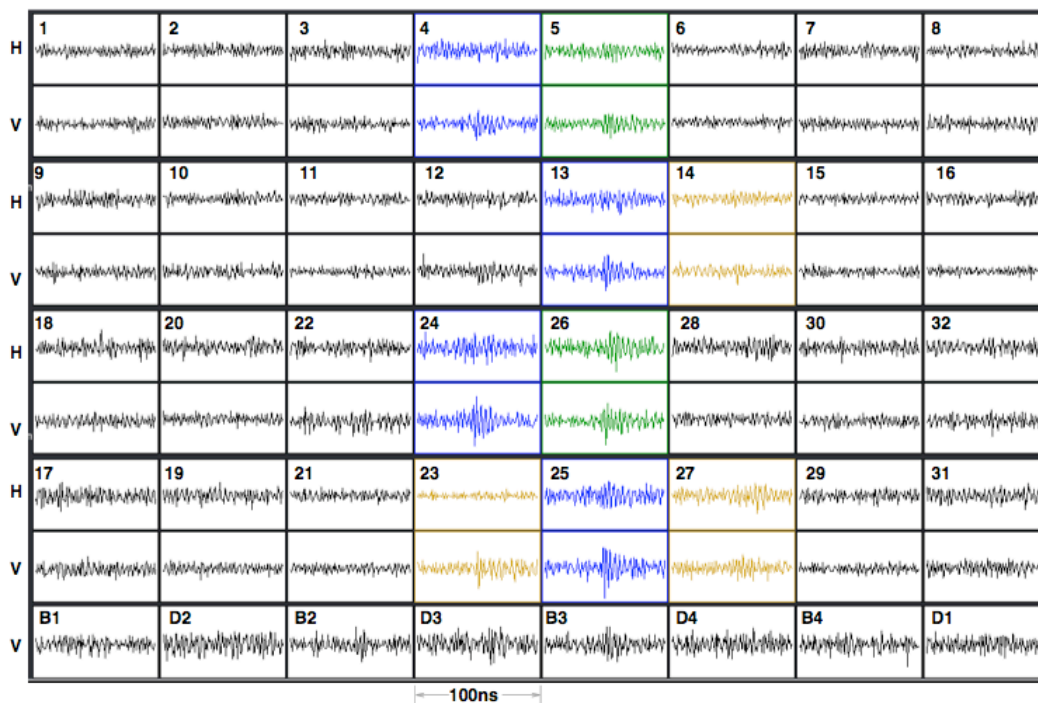 1 2 3 4 5 6 7 8
H
V
9 10 11 12 13 14 15 16
H
V
18 20 22 24 26 28 30 32
H
V
17 19 21 23 25 27 29 31
H
V
B1 D2 B2 D3 B3 D4 B4 D1
V
100ns